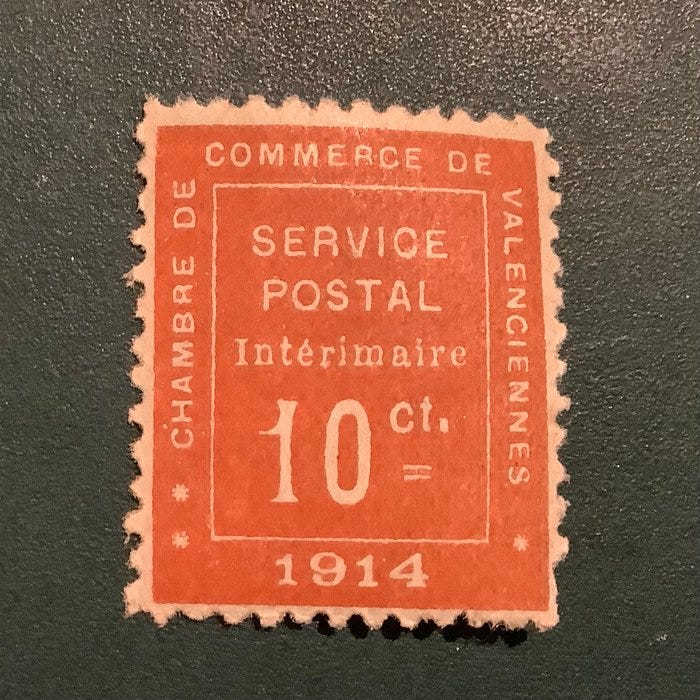 CHAMBRE DE
COMMERCE DE
VALENCIENNES
SERVICE
POSTAL
Intérimaire
10 ct.
=
1914